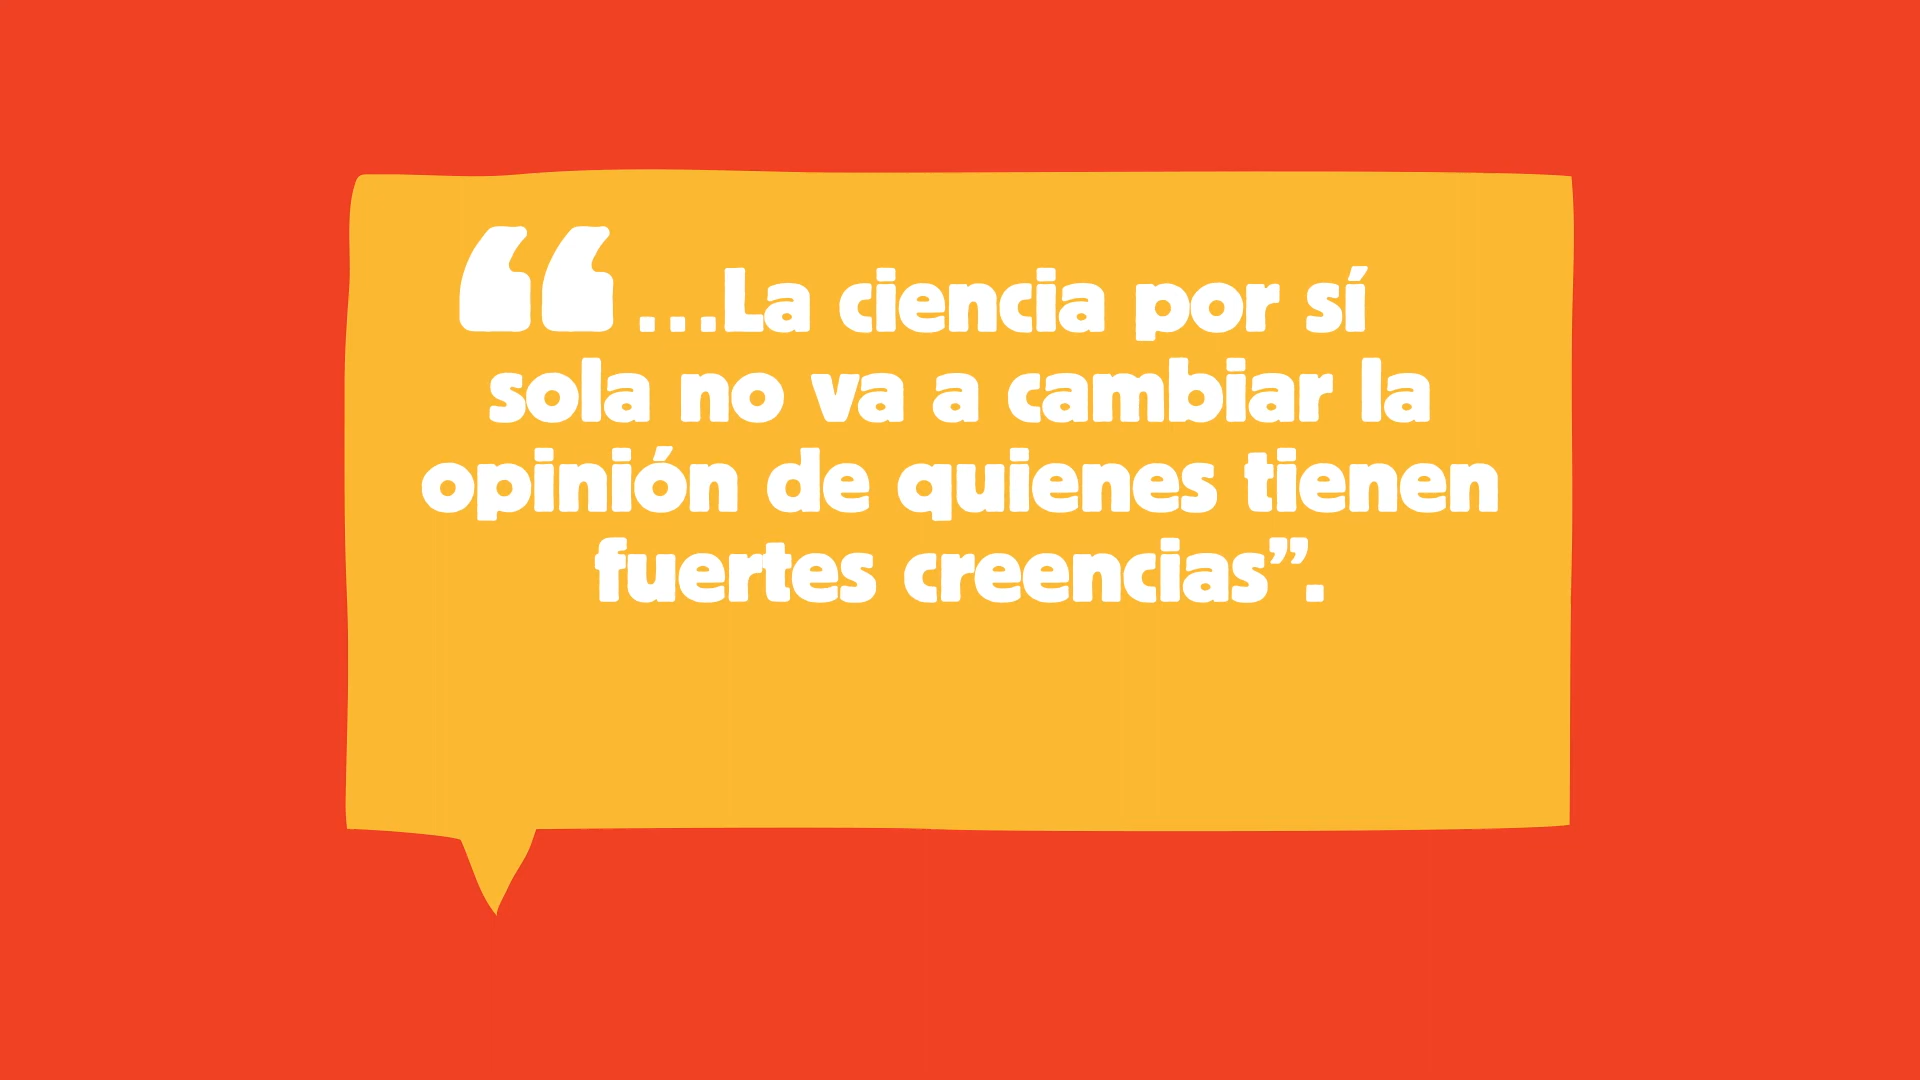 “...La ciencia por sí
sola no va a cambiar la
opinión de quienes tienen
fuertes creencias”.